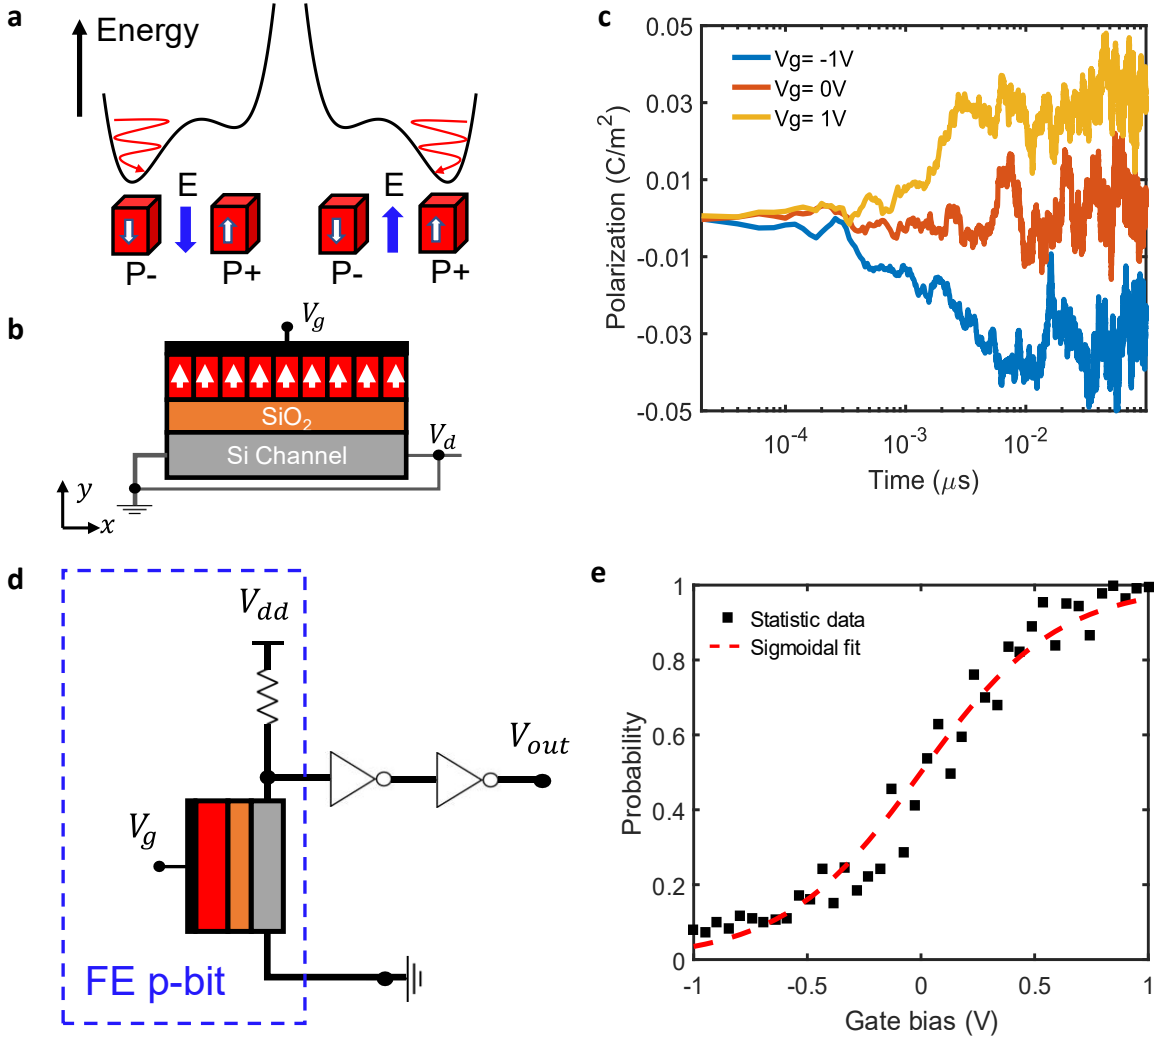 a
Energy
E
E
P-
P+
P-
P+
b
V_g
SiO₂
Si Channel
V_d
y
x
c
0.05
0.03
0.01
-0.01
-0.03
-0.05
Polarization (C/m²)
Vg= -1V
Vg= 0V
Vg= 1V
10⁻⁴
10⁻³
10⁻²
Time (μs)
d
V_dd
V_out
V_g
FE p-bit
e
1
0.8
0.6
0.4
0.2
0
Probability
Statistic data
Sigmoidal fit
-1
-0.5
0
0.5
1
Gate bias (V)